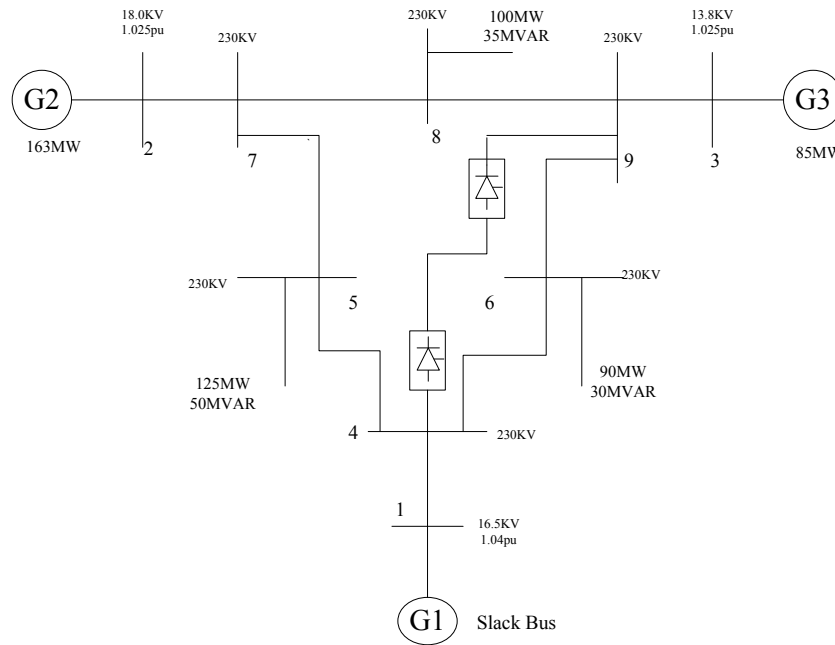 18.0KV
1.025pu
230KV
230KV
100MW
35MVAR
230KV
13.8KV
1.025pu
G2
G3
163MW
2
7
8
9
3
85MW
230KV
5
6
230KV
125MW
50MVAR
90MW
30MVAR
4
230KV
1
16.5KV
1.04pu
G1
Slack Bus